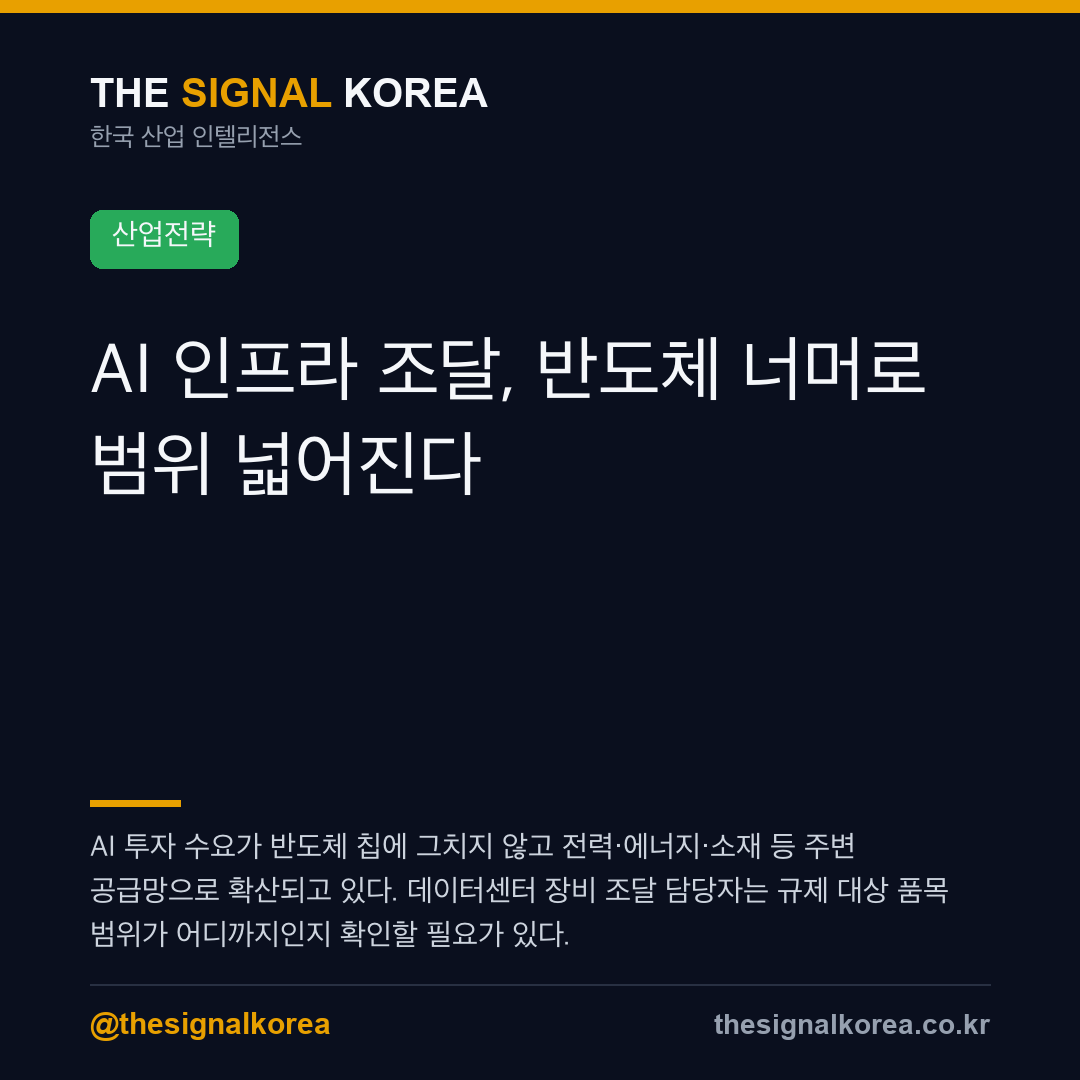 THE SIGNAL KOREA
한국 산업 인텔리전스
산업전략
AI 인프라 조달, 반도체 너머로
범위 넓어진다
AI 투자 수요가 반도체 칩에 그치지 않고 전력·에너지·소재 등 주변
공급망으로 확산되고 있다. 데이터센터 장비 조달 담당자는 규제 대상 품목
범위가 어디까지인지 확인할 필요가 있다.
@thesignalkorea
thesignalkorea.co.kr